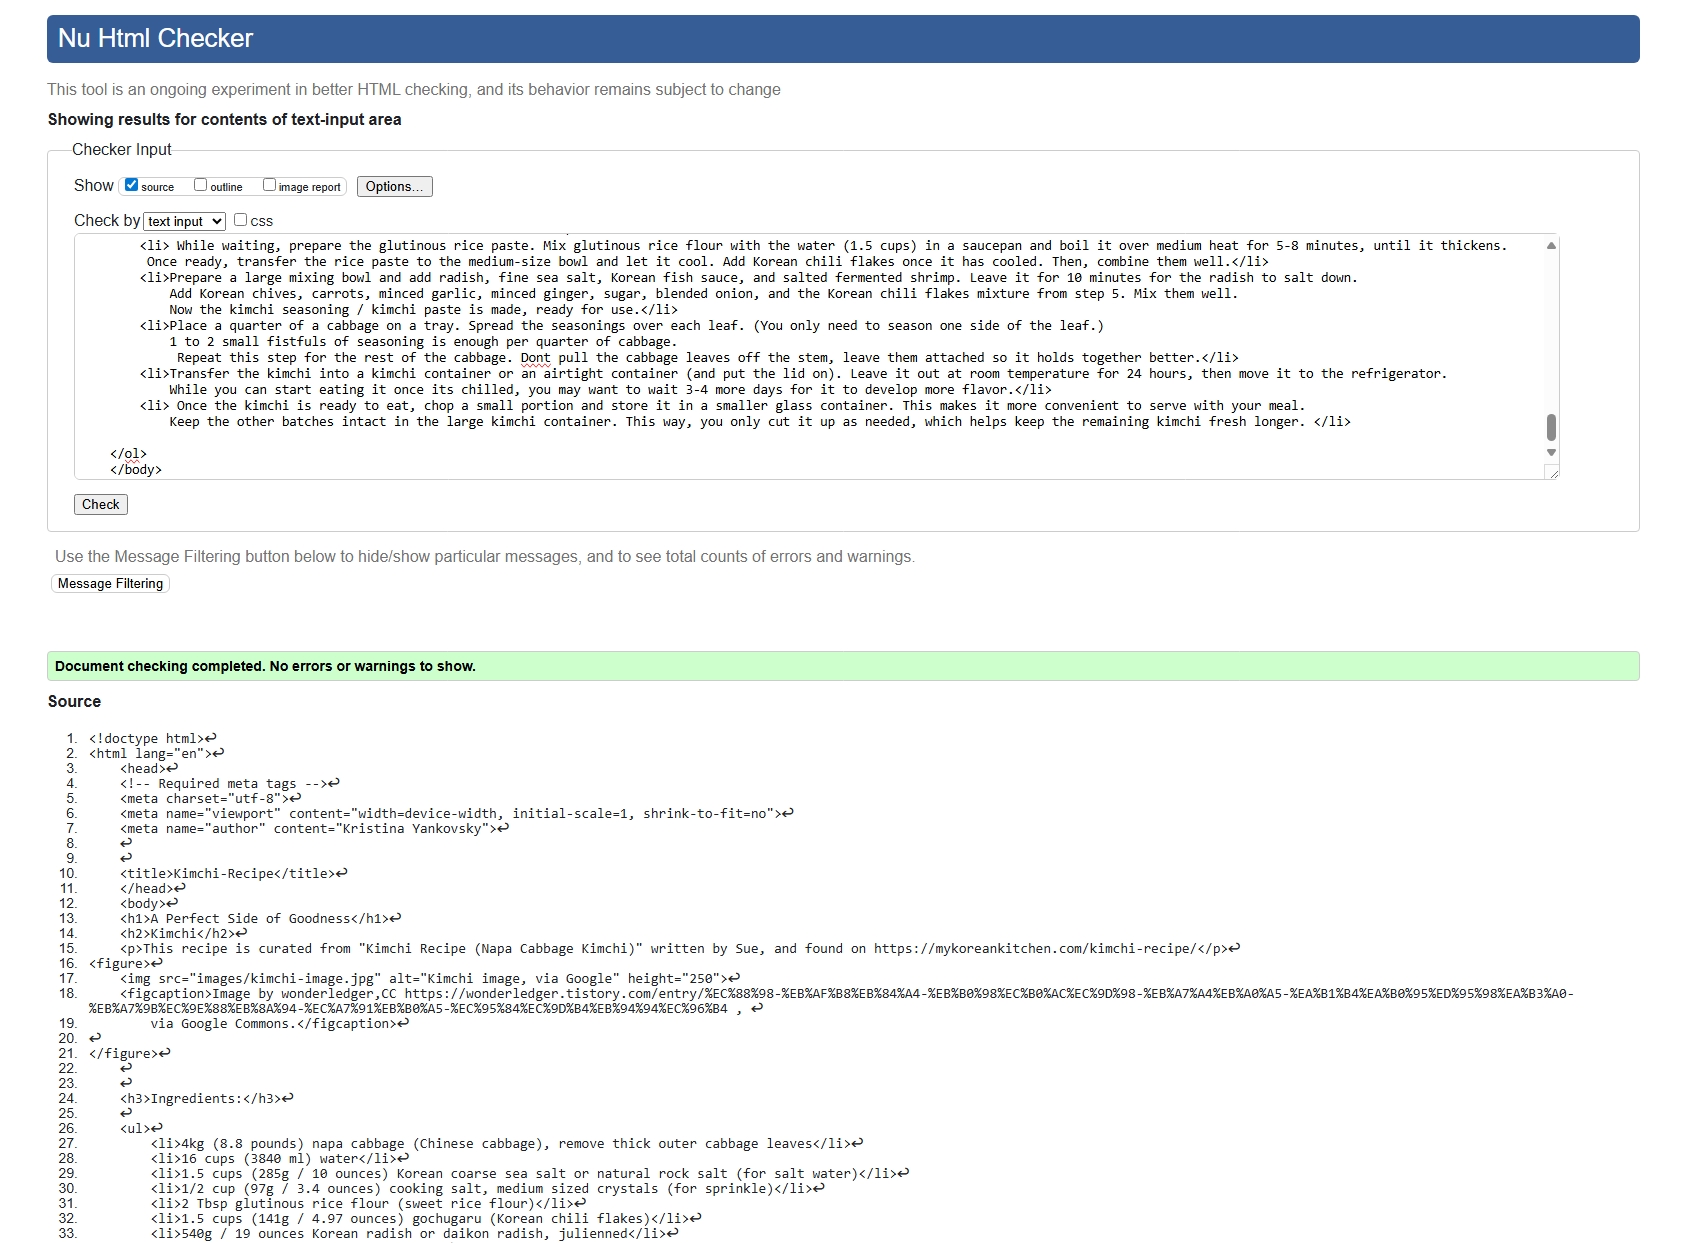 Nu Html Checker
This tool is an ongoing experiment in better HTML checking, and its behavior remains subject to change
Showing results for contents of text-input area
Checker Input
Show source outline image report Options...
Check by text input css
<li> While waiting, prepare the glutinous rice paste. Mix glutinous rice flour with the water (1.5 cups) in a saucepan and boil it over medium heat for 5-8 minutes, until it thickens.
Once ready, transfer the rice paste to the medium-size bowl and let it cool. Add Korean chili flakes once it has cooled. Then, combine them well.</li>
<li>Prepare a large mixing bowl and add radish, fine sea salt, Korean fish sauce, and salted fermented shrimp. Leave it for 10 minutes for the radish to salt down.
Add Korean chives, carrots, minced garlic, minced ginger, sugar, blended onion, and the Korean chili flakes mixture from step 5. Mix them well.
Now the kimchi seasoning / kimchi paste is made, ready for use.</li>
<li>Place a quarter of a cabbage on a tray. Spread the seasonings over each leaf. (You only need to season one side of the leaf.)
1 to 2 small fistfuls of seasoning is enough per quarter of cabbage.
Repeat this step for the rest of the cabbage. Dont pull the cabbage leaves off the stem, leave them attached so it holds together better.</li>
<li>Transfer the kimchi into a kimchi container or an airtight container (and put the lid on). Leave it out at room temperature for 24 hours, then move it to the refrigerator.
While you can start eating it once its chilled, you may want to wait 3-4 more days for it to develop more flavor.</li>
<li> Once the kimchi is ready to eat, chop a small portion and store it in a smaller glass container. This makes it more convenient to serve with your meal.
Keep the other batches intact in the large kimchi container. This way, you only cut it up as needed, which helps keep the remaining kimchi fresh longer. </li>
</ol>
</body>
Check
Use the Message Filtering button below to hide/show particular messages, and to see total counts of errors and warnings.
Message Filtering
Document checking completed. No errors or warnings to show.
Source
1. <!doctype html>↩
2. <html lang="en">↩
3. <head>↩
4. <!-- Required meta tags -->↩
5. <meta charset="utf-8">↩
6. <meta name="viewport" content="width=device-width, initial-scale=1, shrink-to-fit=no">↩
7. <meta name="author" content="Kristina Yankovsky">↩
8. ↩
9. ↩
10. <title>Kimchi-Recipe</title>↩
11. </head>↩
12. <body>↩
13. <h1>A Perfect Side of Goodness</h1>↩
14. <h2>Kimchi</h2>↩
15. <p>This recipe is curated from "Kimchi Recipe (Napa Cabbage Kimchi)" written by Sue, and found on https://mykoreankitchen.com/kimchi-recipe/</p>↩
16. <figure>↩
17. <img src="images/kimchi-image.jpg" alt="Kimchi image, via Google" height="250">↩
18. <figcaption>Image by wonderledger,CC https://wonderledger.tistory.com/entry/%EC%88%98-%EB%AF%B8%EB%84%A4-%EB%B0%98%EC%B0%AC%EC%9D%98-%EB%A7%A4%EB%A0%A5-%EA%B1%B4%EA%B0%95%ED%95%98%EA%B3%A0-
%EB%A7%9B%EC%9E%88%EB%8A%94-%EC%A7%91%EB%B0%A5-%EC%95%84%EC%9D%B4%EB%94%94%EC%96%B4 , ↩
19. via Google Commons.</figcaption>↩
20. ↩
21. </figure>↩
22. ↩
23. ↩
24. <h3>Ingredients:</h3>↩
25. ↩
26. <ul>↩
27. <li>4kg (8.8 pounds) napa cabbage (Chinese cabbage), remove thick outer cabbage leaves</li>↩
28. <li>16 cups (3840 ml) water</li>↩
29. <li>1.5 cups (285g / 10 ounces) Korean coarse sea salt or natural rock salt (for salt water)</li>↩
30. <li>1/2 cup (97g / 3.4 ounces) cooking salt, medium sized crystals (for sprinkle)</li>↩
31. <li>2 Tbsp glutinous rice flour (sweet rice flour)</li>↩
32. <li>1.5 cups (141g / 4.97 ounces) gochugaru (Korean chili flakes)</li>↩
33. <li>540g / 19 ounces Korean radish or daikon radish, julienned</li>↩